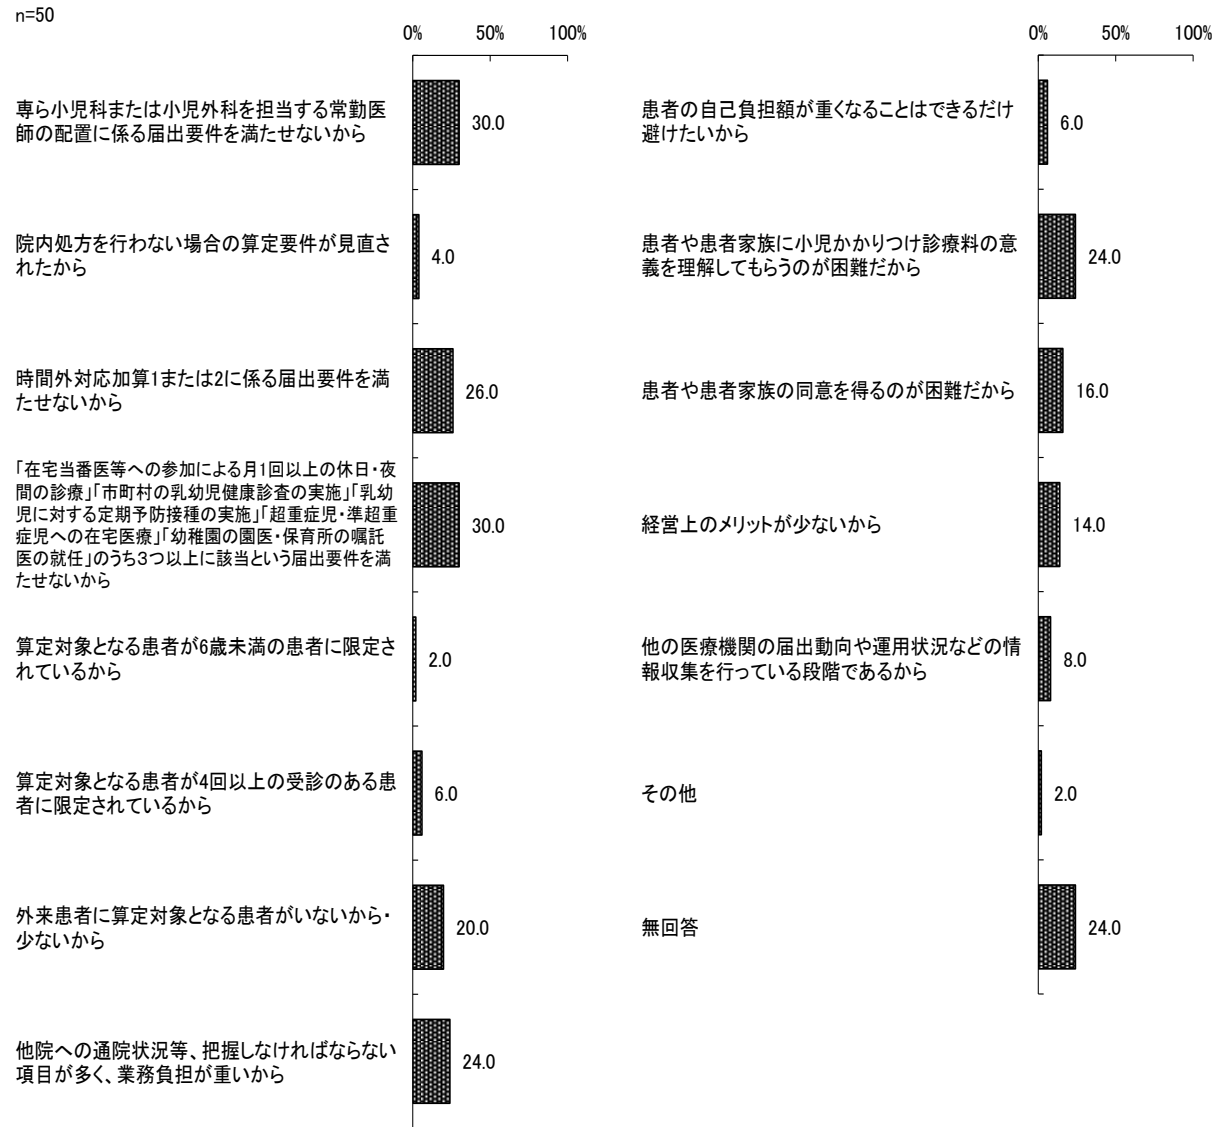 n=50
0% 50% 100%
専ら小児科または小児外科を担当する常勤医
師の配置に係る届出要件を満たせないから
30.0
院内処方を行わない場合の算定要件が見直さ
れたから
4.0
時間外対応加算1または2に係る届出要件を満
たせないから
26.0
「在宅当番医等への参加による月1回以上の休日・夜
間の診療」「市町村の乳幼児健康診査の実施」「乳幼
児に対する定期予防接種の実施」「超重症児・準超重
症児への在宅医療」「幼稚園の園医・保育所の嘱託
医の就任」のうち3つ以上に該当という届出要件を満
たせないから
30.0
算定対象となる患者が6歳未満の患者に限定さ
れているから
2.0
算定対象となる患者が4回以上の受診のある患
者に限定されているから
6.0
外来患者に算定対象となる患者がいないから・
少ないから
20.0
他院への通院状況等、把握しなければならない
項目が多く、業務負担が重いから
24.0
0% 50% 100%
患者の自己負担額が重くなることはできるだけ
避けたいから
6.0
患者や患者家族に小児かかりつけ診療料の意
義を理解してもらうのが困難だから
24.0
患者や患者家族の同意を得るのが困難だから
16.0
経営上のメリットが少ないから
14.0
他の医療機関の届出動向や運用状況などの情
報収集を行っている段階であるから
8.0
その他
2.0
無回答
24.0